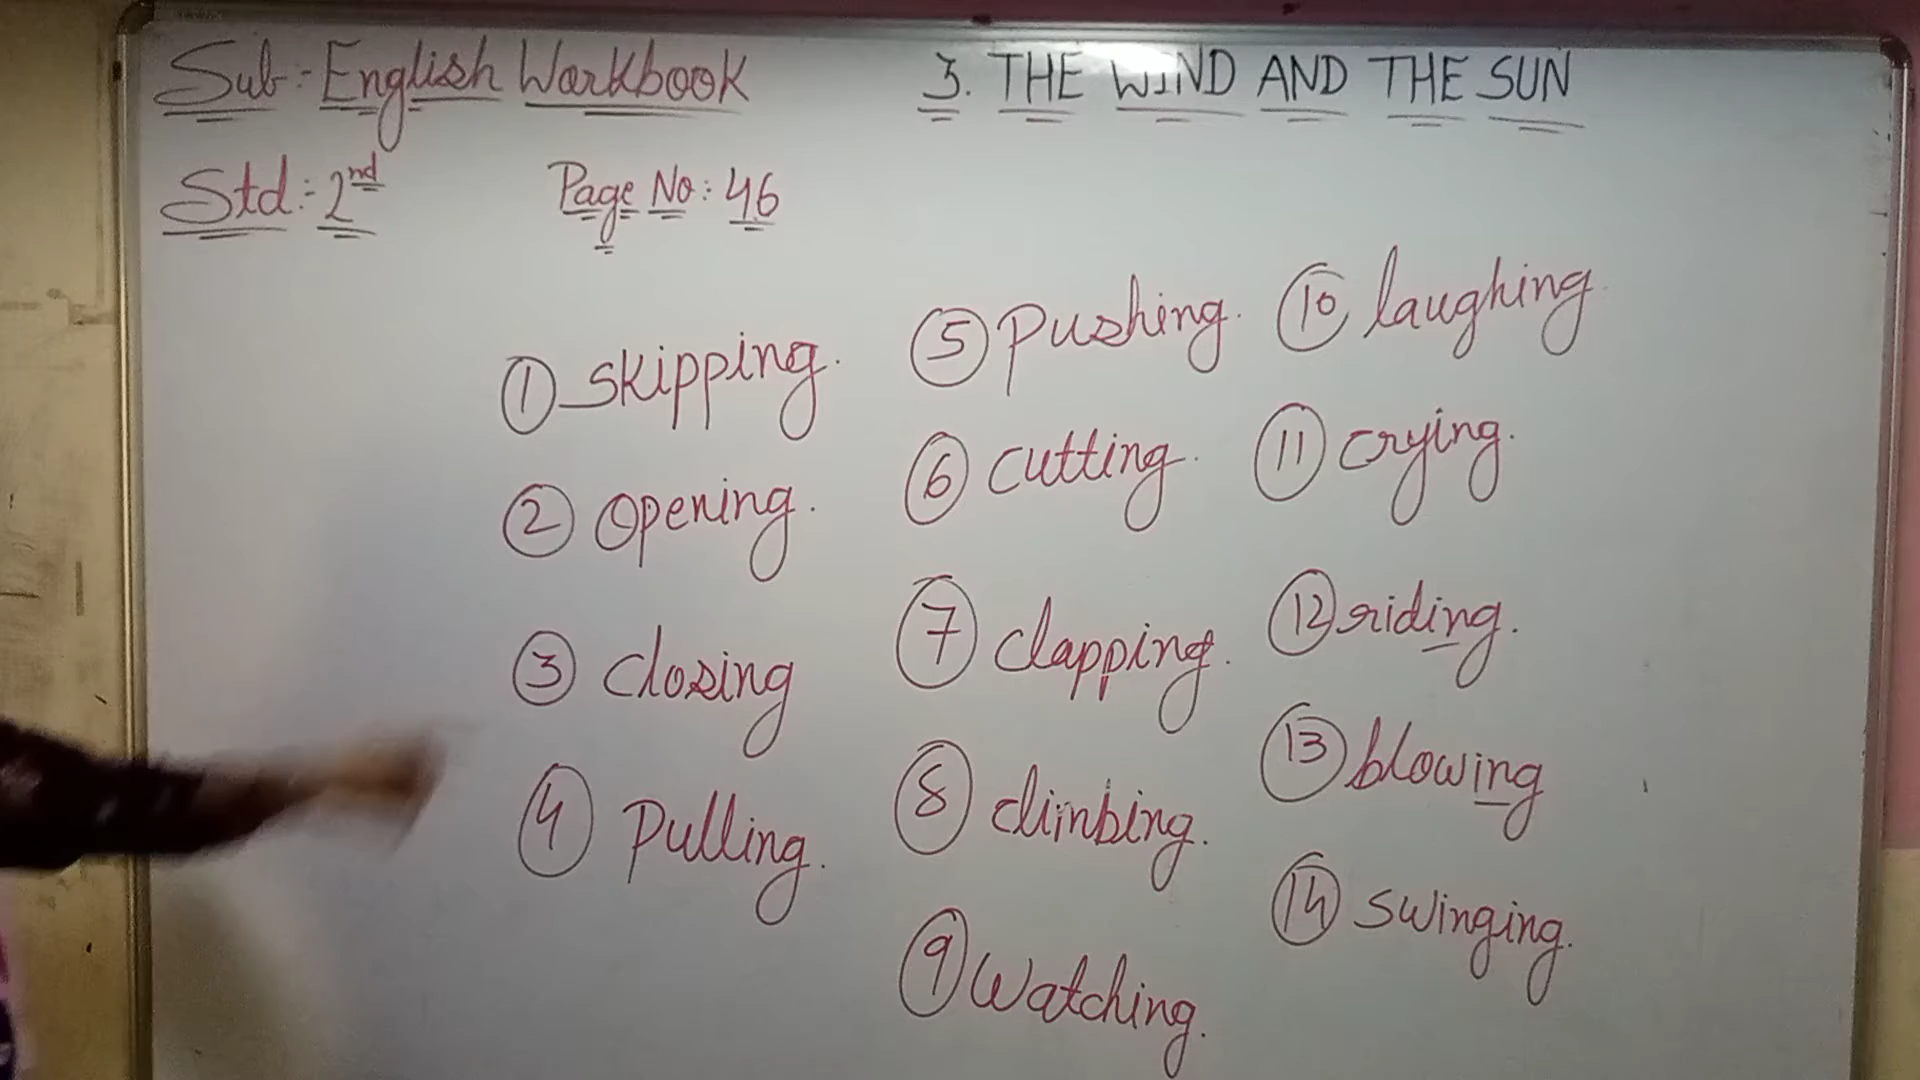 Sub:- English Workbook
3. THE WIND AND THE SUN
Std:- 2nd
Page No: 46
1 skipping.
2 opening.
3 closing
4 pulling.
5 pushing.
6 cutting.
7 clapping.
8 climbing.
9 watching.
10 laughing.
11 crying.
12 riding.
13 blowing
14 swinging.